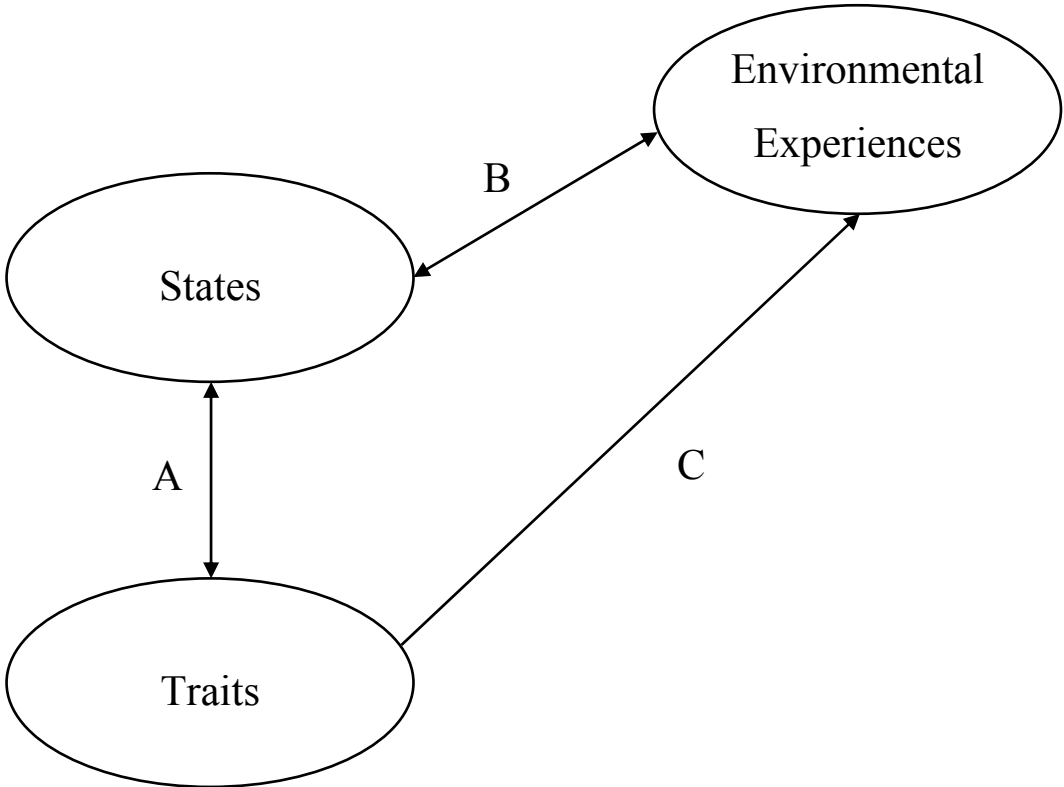 Environmental
Experiences
B
States
A
C
Traits